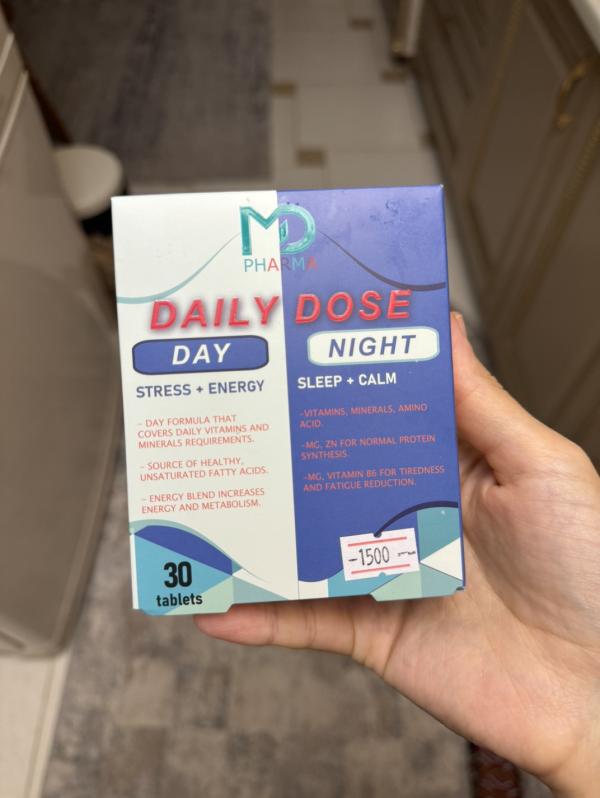 MD
PHARMA
DAILY DOSE
DAY
STRESS + ENERGY
- DAY FORMULA THAT
COVERS DAILY VITAMINS AND
MINERALS REQUIREMENTS.
- SOURCE OF HEALTHY,
UNSATURATED FATTY ACIDS.
- ENERGY BLEND INCREASES
ENERGY AND METABOLISM.
30
tablets
NIGHT
SLEEP + CALM
-VITAMINS, MINERALS, AMINO
ACID.
-MG, ZN FOR NORMAL PROTEIN
SYNTHESIS.
-MG, VITAMIN B6 FOR TIREDNESS
AND FATIGUE REDUCTION.
-1500